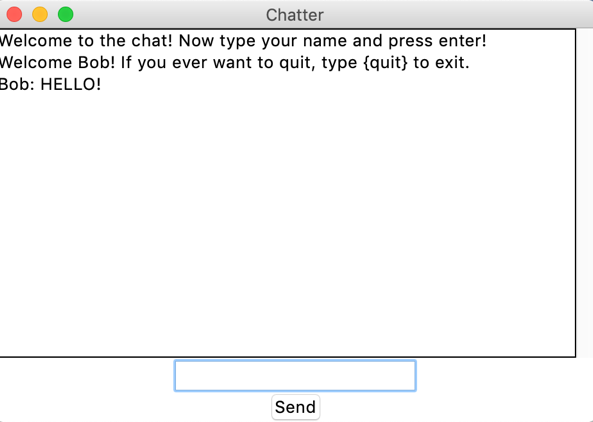 Chatter
Welcome to the chat! Now type your name and press enter!
Welcome Bob! If you ever want to quit, type {quit} to exit.
Bob: HELLO!
Send